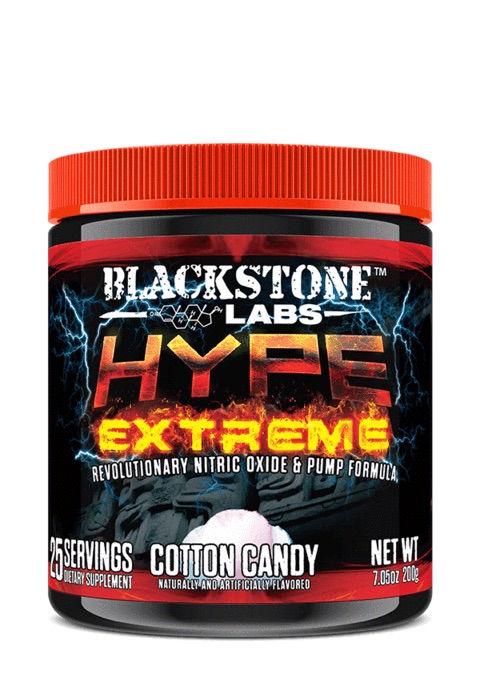 BLACKSTONE™
LABS
HYPE
EXTREME
REVOLUTIONARY NITRIC OXIDE & PUMP FORMULA
25 SERVINGS
DIETARY SUPPLEMENT
COTTON CANDY
NATURALLY AND ARTIFICIALLY FLAVORED
NET WT
7.05oz 200g